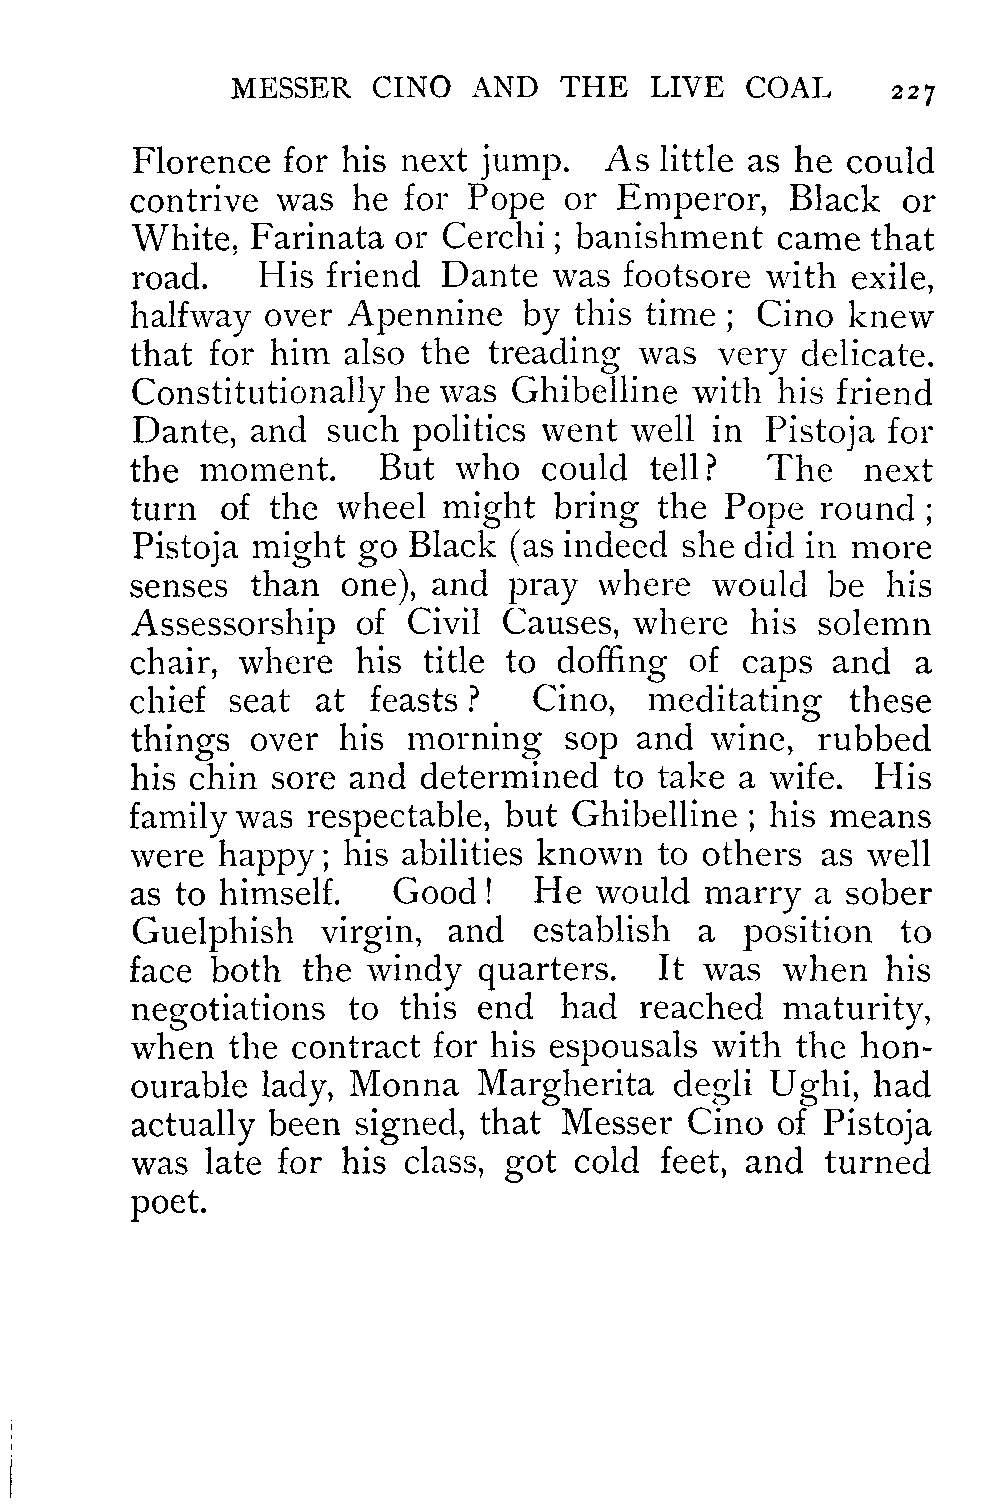 MESSER CINO AND THE LIVE COAL 227
Florence for his next jump. As little as he could
contrive was he for Pope or Emperor, Black or
White, Farinata or Cerchi ; banishment came that
road. His friend Dante was footsore with exile,
halfway over Apennine by this time ; Cino knew
that for him also the treading was very delicate.
Constitutionally he was Ghibelline with his friend
Dante, and such politics went well in Pistoja for
the moment. But who could tell? The next
turn of the wheel might bring the Pope round ;
Pistoja might go Black (as indeed she did in more
senses than one), and pray where would be his
Assessorship of Civil Causes, where his solemn
chair, where his title to doffing of caps and a
chief seat at feasts ? Cino, meditating these
things over his morning sop and wine, rubbed
his chin sore and determined to take a wife. His
family was respectable, but Ghibelline ; his means
were happy ; his abilities known to others as well
as to himself. Good ! He would marry a sober
Guelphish virgin, and establish a position to
face both the windy quarters. It was when his
negotiations to this end had reached maturity,
when the contract for his espousals with the hon-
ourable lady, Monna Margherita degli Ughi, had
actually been signed, that Messer Cino of Pistoja
was late for his class, got cold feet, and turned
poet.